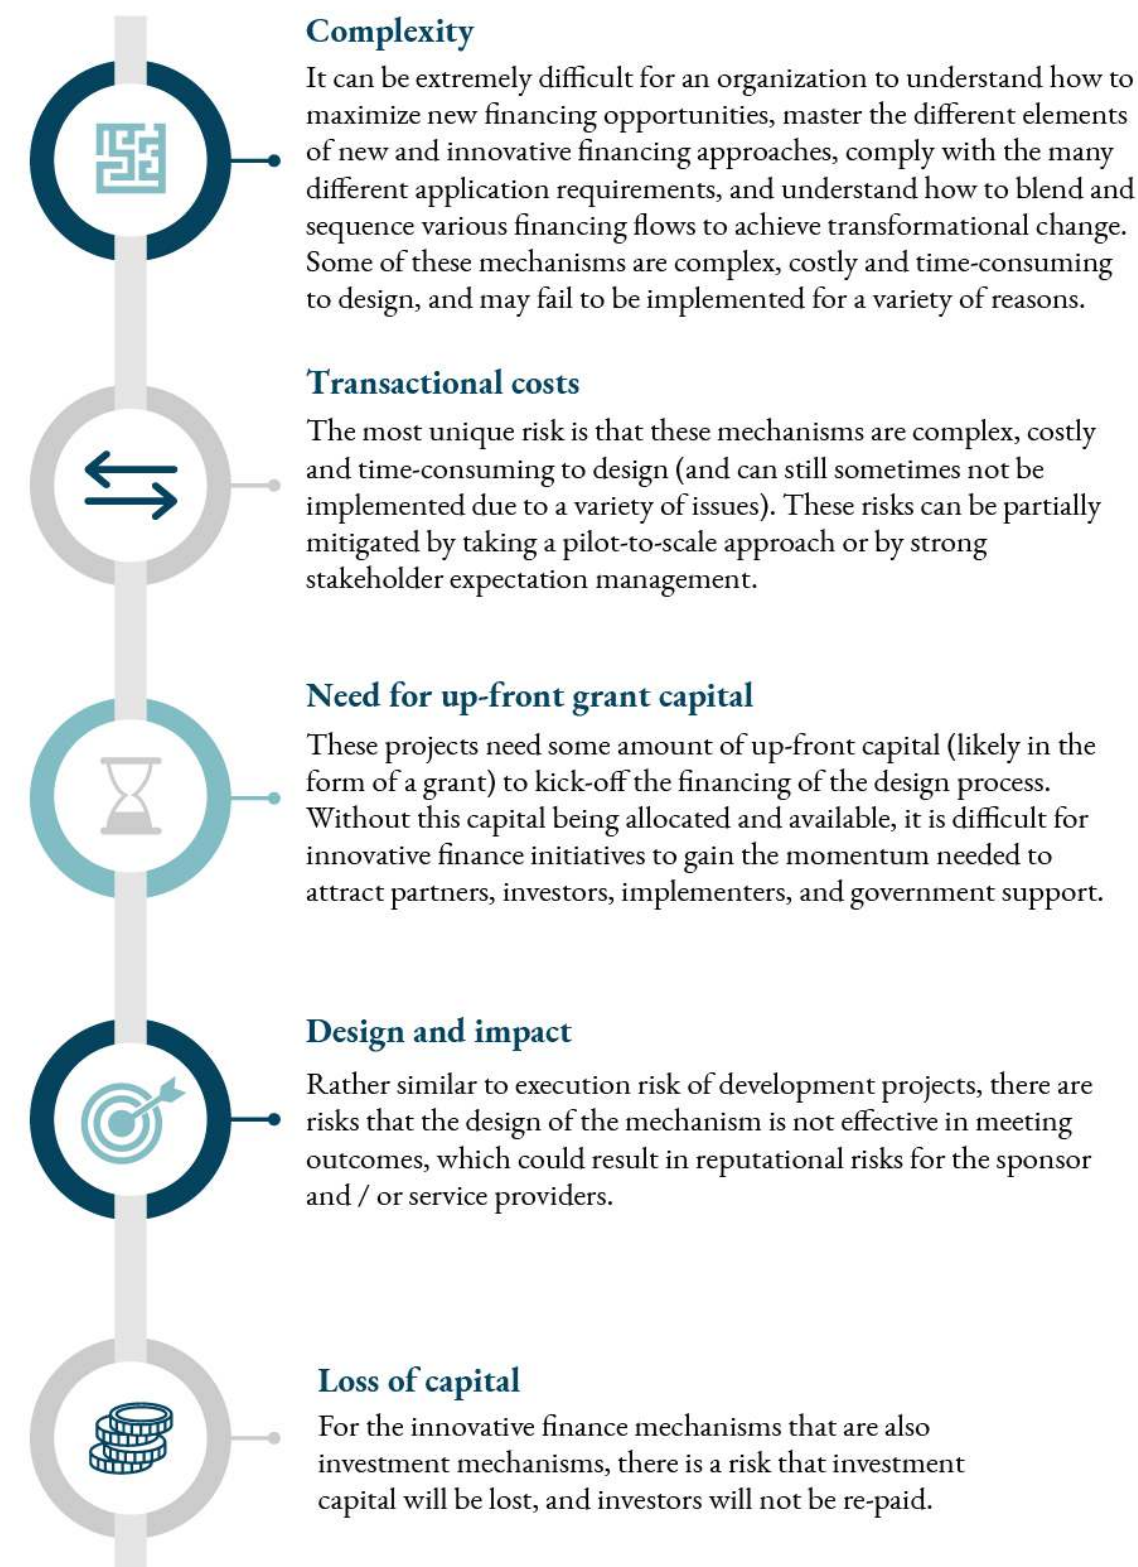 Complexity
It can be extremely difficult for an organization to understand how to
maximize new financing opportunities, master the different elements
of new and innovative financing approaches, comply with the many
different application requirements, and understand how to blend and
sequence various financing flows to achieve transformational change.
Some of these mechanisms are complex, costly and time-consuming
to design, and may fail to be implemented for a variety of reasons.
Transactional costs
The most unique risk is that these mechanisms are complex, costly
and time-consuming to design (and can still sometimes not be
implemented due to a variety of issues). These risks can be partially
mitigated by taking a pilot-to-scale approach or by strong
stakeholder expectation management.
Need for up-front grant capital
These projects need some amount of up-front capital (likely in the
form of a grant) to kick-off the financing of the design process.
Without this capital being allocated and available, it is difficult for
innovative finance initiatives to gain the momentum needed to
attract partners, investors, implementers, and government support.
Design and impact
Rather similar to execution risk of development projects, there are
risks that the design of the mechanism is not effective in meeting
outcomes, which could result in reputational risks for the sponsor
and / or service providers.
Loss of capital
For the innovative finance mechanisms that are also
investment mechanisms, there is a risk that investment
capital will be lost, and investors will not be re-paid.